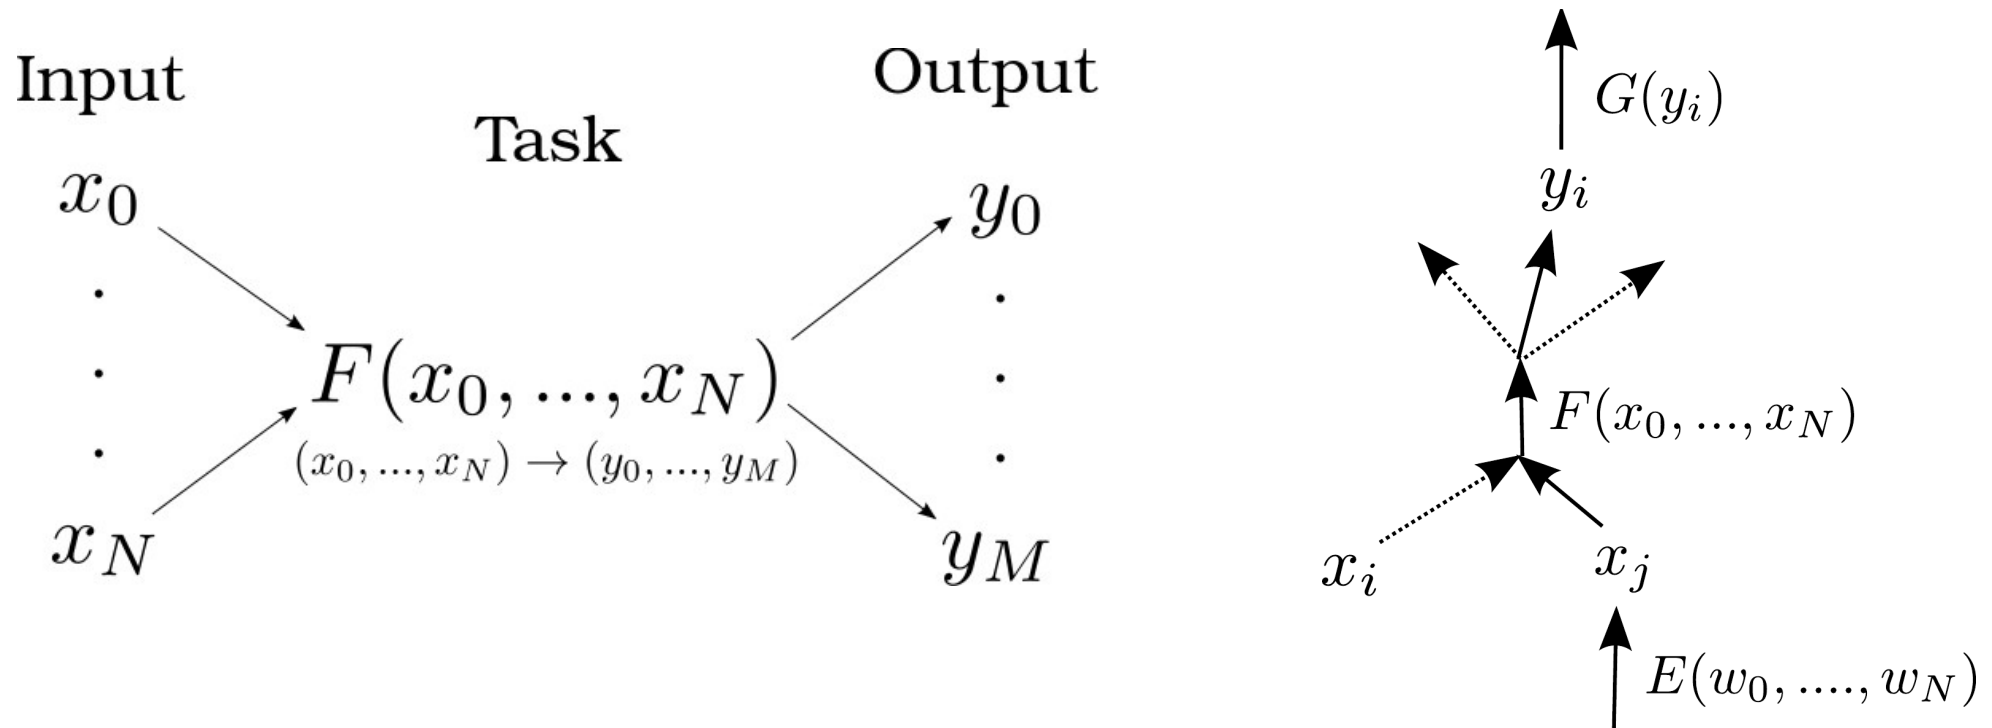 Input
Task
Output
x_0
y_0
F(x_0, ..., x_N)
(x_0, ..., x_N) → (y_0, ..., y_M)
x_N
y_M
G(y_i)
y_i
F(x_0, ..., x_N)
x_i
x_j
E(w_0, ...., w_N)